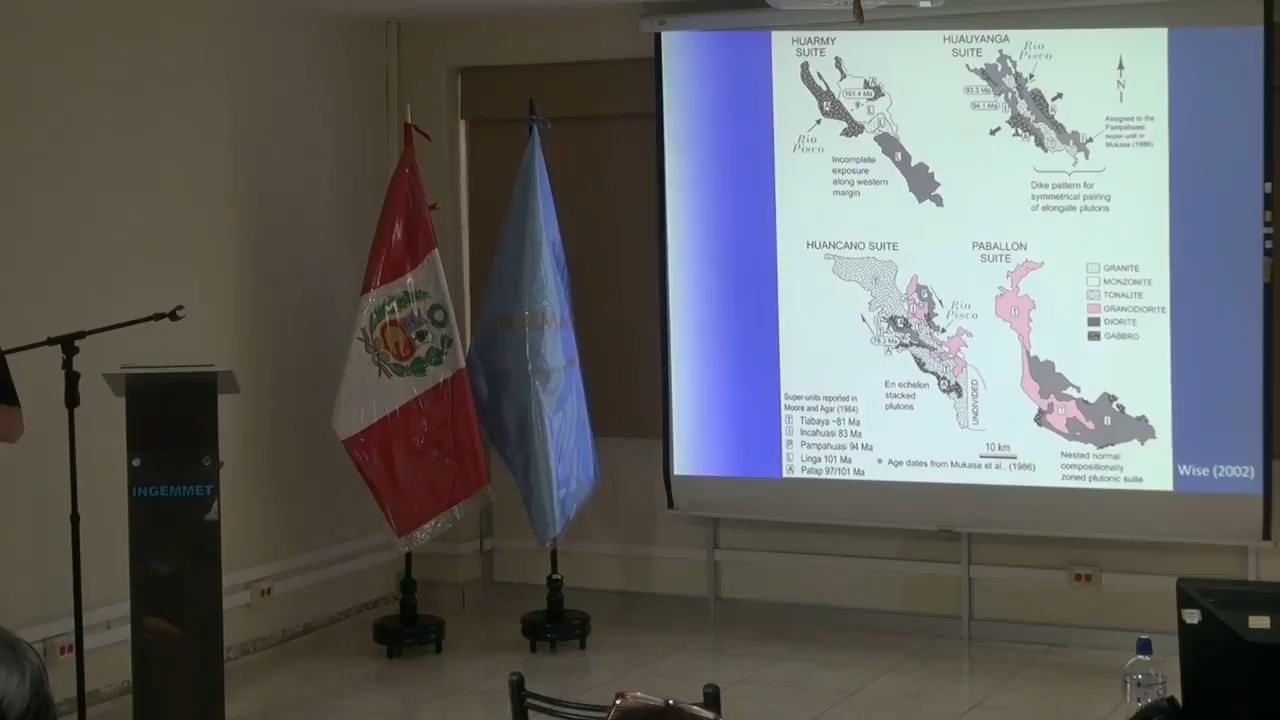 INGEMMET
HUARMY
SUITE
101.4 Ma
L
L
L
Rio
Pisco
Incomplete
exposure
along western
margin
HUAUYANGA
SUITE
Rio
Pisco
N
93.3 Ma
94.1 Ma
A
Assigned to the
Pampahuasi
super-unit in
Mukasa (1986)
Dike pattern for
symmetrical pairing
of elongate plutons
HUANCANO SUITE
Rio
Pisco
78.3 Ma
A
En echelon
stacked
plutons
UNDIVIDED
PABALLON
SUITE
T
T
I
Nested normal
compositionally
zoned plutonic suite
GRANITE
MONZONITE
TONALITE
GRANODIORITE
DIORITE
GABBRO
Super-units reported in
Moore and Agar (1984)
T Tiabaya ~81 Ma
I Incahuasi 83 Ma
P Pampahuasi 94 Ma
L Linga 101 Ma
A Patap 97/101 Ma
10 km
* Age dates from Mukasa et al., (1986)
Wise (2002)